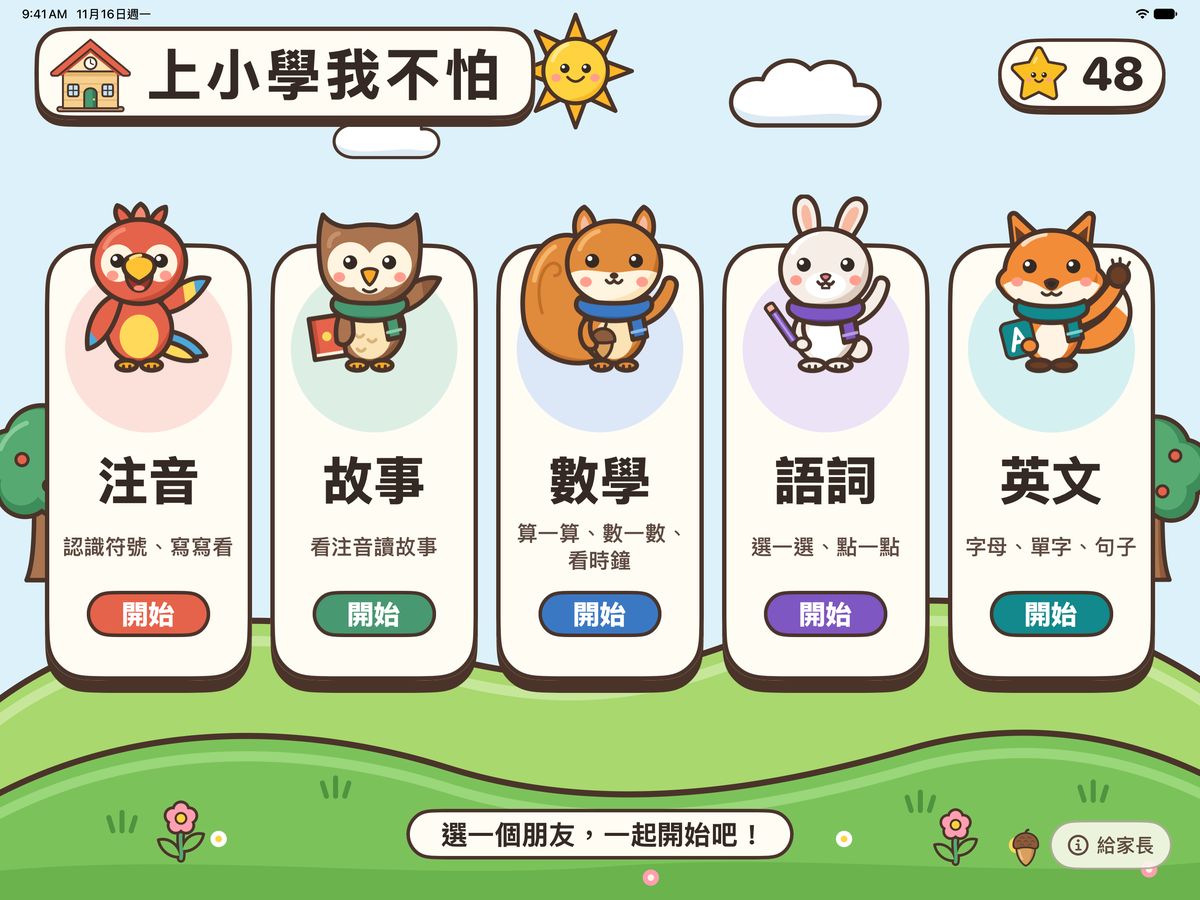 9:41 AM 11月16日週一
上小學我不怕
48
注音
認識符號、寫寫看
開始
故事
看注音讀故事
開始
數學
算一算、數一數、
看時鐘
開始
語詞
選一選、點一點
開始
A
英文
字母、單字、句子
開始
選一個朋友，一起開始吧！
給家長